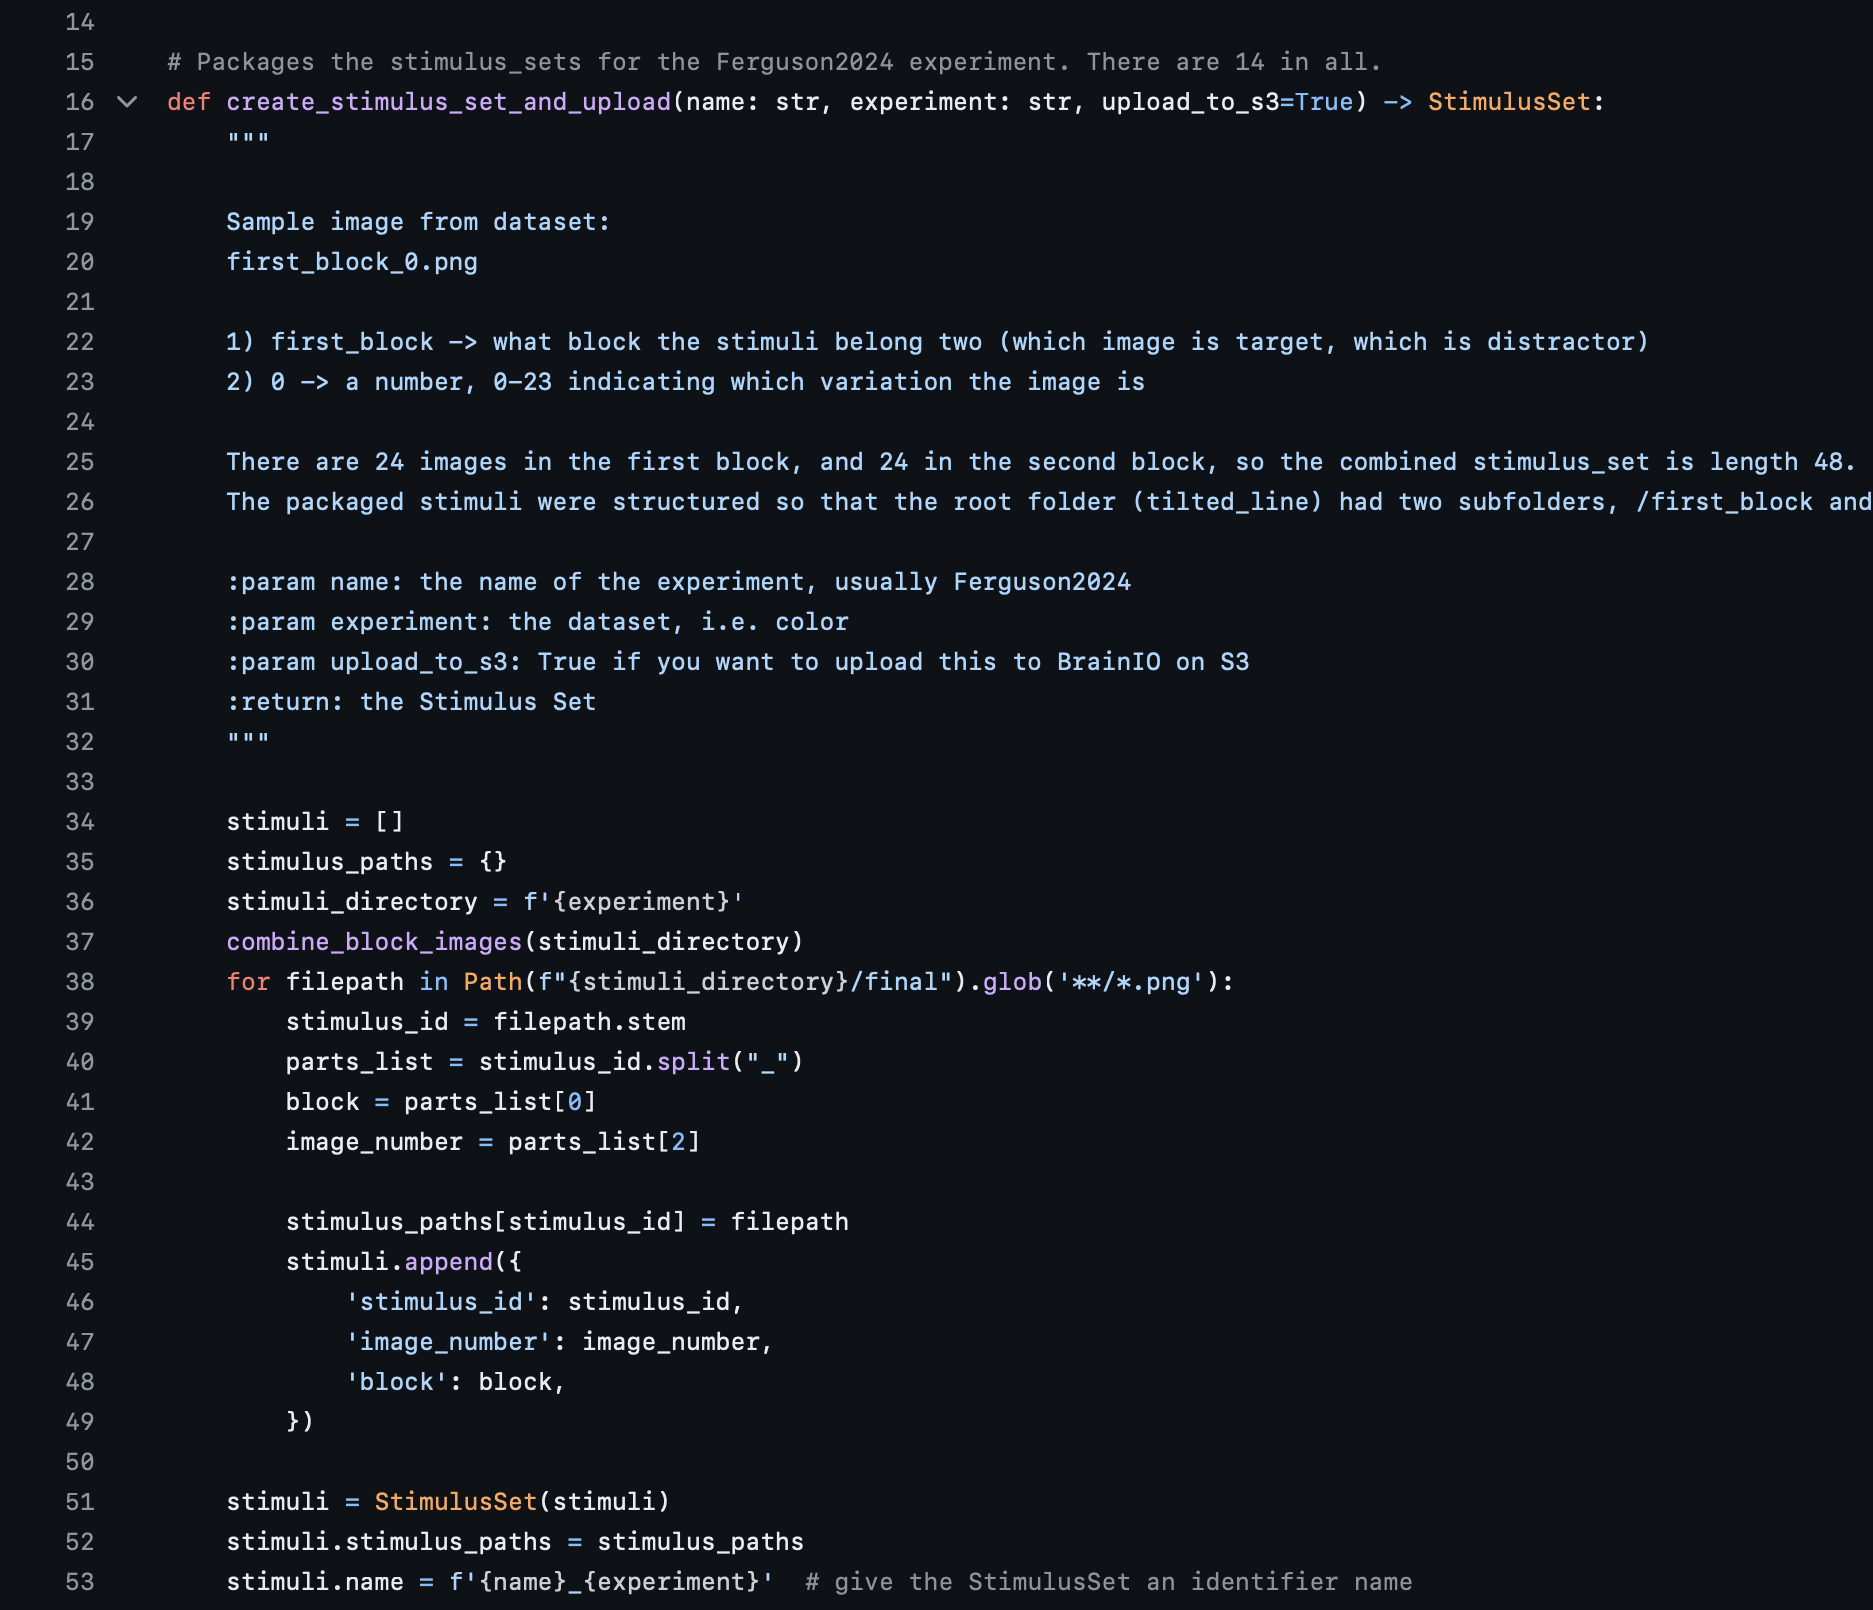 14
15 # Packages the stimulus_sets for the Ferguson2024 experiment. There are 14 in all.
16 def create_stimulus_set_and_upload(name: str, experiment: str, upload_to_s3=True) -> StimulusSet:
17     """
18
19     Sample image from dataset:
20     first_block_0.png
21
22     1) first_block -> what block the stimuli belong two (which image is target, which is distractor)
23     2) 0 -> a number, 0-23 indicating which variation the image is
24
25     There are 24 images in the first block, and 24 in the second block, so the combined stimulus_set is length 48.
26     The packaged stimuli were structured so that the root folder (tilted_line) had two subfolders, /first_block and
27
28     :param name: the name of the experiment, usually Ferguson2024
29     :param experiment: the dataset, i.e. color
30     :param upload_to_s3: True if you want to upload this to BrainIO on S3
31     :return: the Stimulus Set
32     """
33
34     stimuli = []
35     stimulus_paths = {}
36     stimuli_directory = f'{experiment}'
37     combine_block_images(stimuli_directory)
38     for filepath in Path(f"{stimuli_directory}/final").glob('**/*.png'):
39         stimulus_id = filepath.stem
40         parts_list = stimulus_id.split("_")
41         block = parts_list[0]
42         image_number = parts_list[2]
43
44         stimulus_paths[stimulus_id] = filepath
45         stimuli.append({
46             'stimulus_id': stimulus_id,
47             'image_number': image_number,
48             'block': block,
49         })
50
51     stimuli = StimulusSet(stimuli)
52     stimuli.stimulus_paths = stimulus_paths
53     stimuli.name = f'{name}_{experiment}'  # give the StimulusSet an identifier name